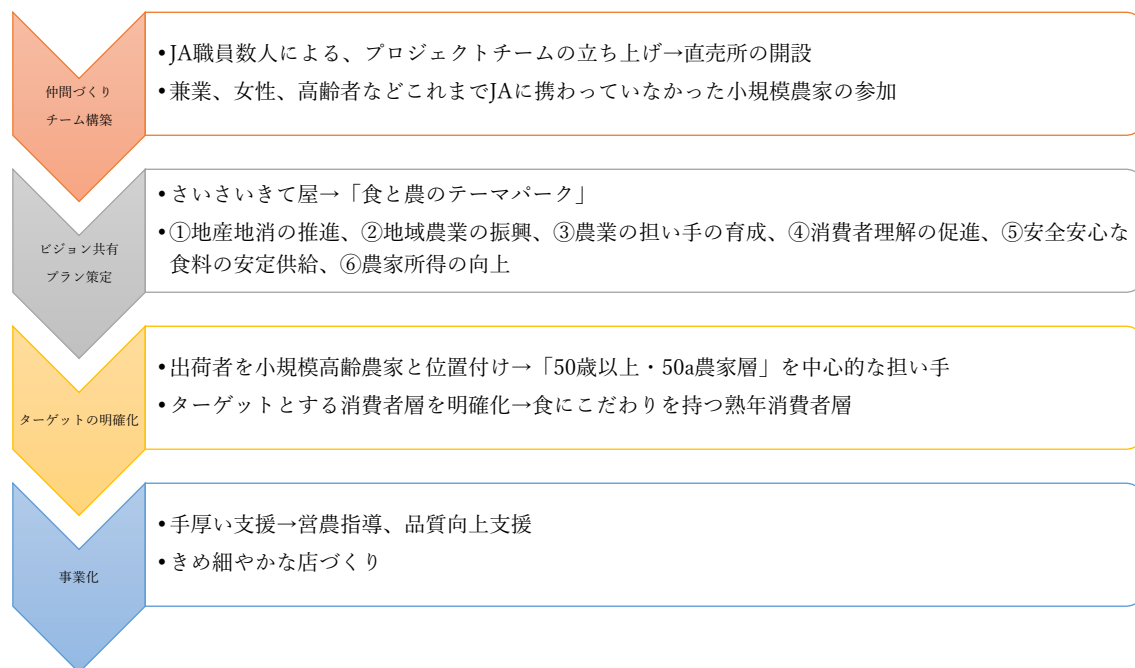 仲間づくり
チーム構築
•JA職員数人による、プロジェクトチームの立ち上げ→直売所の開設
•兼業、女性、高齢者などこれまでJAに携わっていなかった小規模農家の参加
ビジョン共有
プラン策定
•さいさいきて屋→「食と農のテーマパーク」
•①地産地消の推進、②地域農業の振興、③農業の担い手の育成、④消費者理解の促進、⑤安全安心な
食料の安定供給、⑥農家所得の向上
ターゲットの明確化
•出荷者を小規模高齢農家と位置付け→「50歳以上・50a農家層」を中心的な担い手
•ターゲットとする消費者層を明確化→食にこだわりを持つ熟年消費者層
事業化
•手厚い支援→営農指導、品質向上支援
•きめ細やかな店づくり